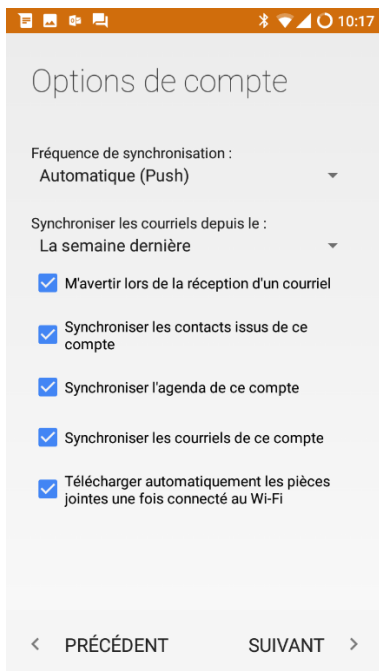 10:17
Options de compte
Fréquence de synchronisation :
Automatique (Push)
Synchroniser les courriels depuis le :
La semaine dernière
M'avertir lors de la réception d'un courriel
Synchroniser les contacts issus de ce
compte
Synchroniser l'agenda de ce compte
Synchroniser les courriels de ce compte
Télécharger automatiquement les pièces
jointes une fois connecté au Wi-Fi
PRÉCÉDENT SUIVANT